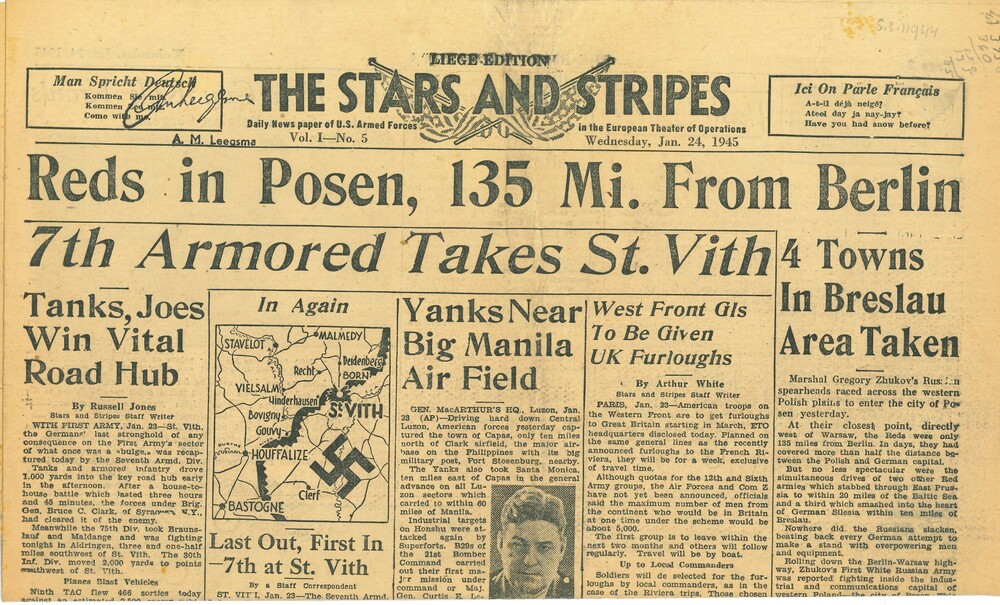 5.3.11944
LIEGE EDITION
Man Spricht Deutsch
Kommen Sie mit.
Kommen Zee mit.
Come with me.
A. M. Leegsma
THE STARS AND STRIPES
Daily News paper of U.S. Armed Forces
in the European Theater of Operations
Vol. I—No. 5
Wednesday, Jan. 24, 1945
Ici On Parle Français
A-t-il déjà neigé?
Ateel day ja nay-jay?
Have you had snow before?
Reds in Posen, 135 Mi. From Berlin
7th Armored Takes St. Vith
Tanks, Joes
Win Vital
Road Hub
By Russell Jones
Stars and Stripes Staff Writer
WITH FIRST ARMY, Jan. 23—St. Vith,
the Germans' last stronghold of any
consequence on the First Army's sector
of what once was a «bulge,» was recap-
tured today by the Seventh Armd. Div.
Tanks and armored infantry drove
1,000 yards into the key road hub early
in the afternoon. After a house-to-
house battle which lasted three hours
and 45 minutes, the forces under Brig.
Gen. Bruce C. Clark, of Syracuse, N.Y.,
had cleared it of the enemy.
Meanwhile the 75th Div. took Brauns-
lauf and Maldange and was fighting
tonight in Aldringen, three and one-half
miles southwest of St. Vith. The 30th
Inf. Div. moved 2,000 yards to points
southwest of St. Vith.
Planes Blast Vehicles
Ninth TAC flew 466 sorties today
against an estimated
In Again
STAVELOT
MALMEDY
Recht
Deidenberg
BORN
VIELSALM
Hinderhausen
ST. VITH
Bovigny
GOUVY
HOUFFALIZE
Clerf
BASTOGNE
Last Out, First In
—7th at St. Vith
By a Staff Correspondent
ST. VITH, Jan. 23—The Seventh Armd.
Yanks Near
Big Manila
Air Field
GEN. MacARTHUR'S HQ., Luzon, Jan.
23 (AP)—Driving hard down Central
Luzon, American forces yesterday cap-
tured the town of Capas, only ten miles
north of Clark airfield, the major air-
base on the Philippines with its big
military post, Fort Stosenburg, nearby.
The Yanks also took Santa Monica
ten miles east of Capas in the general
advance on all Lu-
zon sectors which
carried to within 60
miles of Manila.
Industrial targets
on Honshu were at-
tacked again by
Superforts. B29s of
the 21st Bomber
Command carried
out their first ma-
jor mission under
command or Maj.
Gen. Curtis E. Le-
West Front GIs
To Be Given
UK Furloughs
By Arthur White
Stars and Stripes Staff Writer
PARIS, Jan. 23—American troops on
the Western Front are to get furloughs
to Great Britain starting in March, ETO
headquarters disclosed today. Planned on
the same general lines as the recently
announced furloughs to the French Ri-
viera, they will be for a week, exclusive
of travel time.
Although quotas for the 12th and Sixth
Army groups, the Air Forces and Com Z
have not yet been announced, officials
said the maximum number of men from
the continent who would be in Britain
at one time under the scheme would be
about 5,000.
The first group is to leave within the
next two months and others will follow
regularly. Travel will be by boat.
Up to Local Commanders
Soldiers will be selected for the fur-
loughs by local commanders, as in the
case of the Riviera trips. Those chosen
4 Towns
In Breslau
Area Taken
Marshal Gregory Zhukov's Russian
spearheads raced across the western
Polish plains to enter the city of Po-
sen yesterday.
At their closest point, directly
west of Warsaw, the Reds were only
135 miles from Berlin. In days, they had
covered more than half the distance be-
tween the Polish and German capital.
But no less spectacular were the
simultaneous drives of two other Red
armies which stabbed through East Prus-
sia to within 20 miles of the Baltic Sea
and a third which smashed into the heart
of German Silesia within ten miles of
Breslau.
Nowhere did the Russians slacken,
beating back every German attempt to
make a stand with overpowering men
and equipment.
Rolling down the Berlin-Warsaw high-
way, Zhukov's First White Russian Army
was reported fighting inside the indus-
trial and communications capital of
western Poland—the city of Posen. This